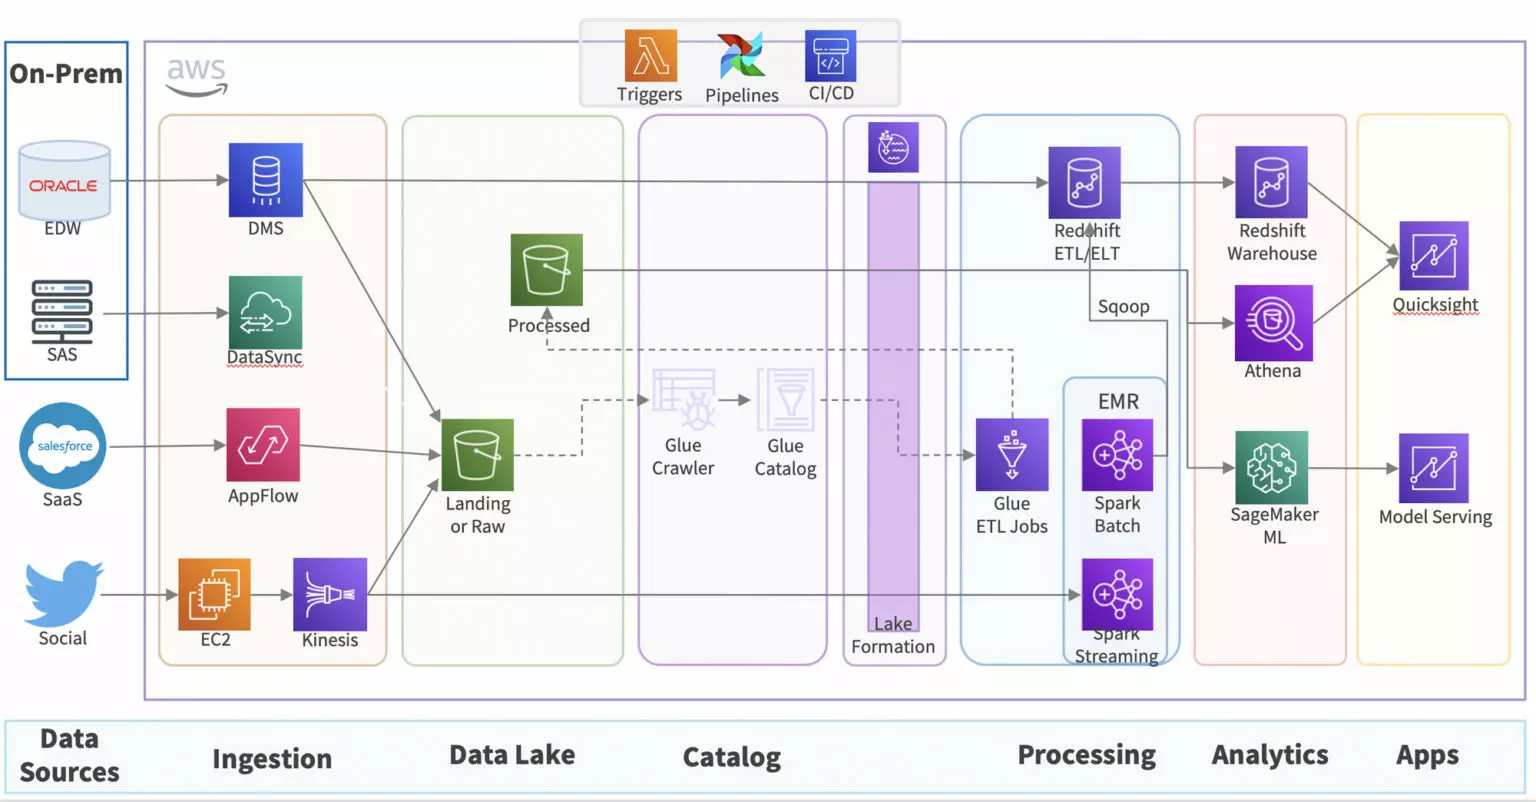 On-Prem
aws
Triggers
Pipelines
CI/CD
ORACLE
EDW
SAS
salesforce
SaaS
Social
DMS
DataSync
AppFlow
EC2
Kinesis
Processed
Landing
or Raw
Glue
Crawler
Glue
Catalog
Lake
Formation
Redshift
ETL/ELT
Sqoop
EMR
Glue
ETL Jobs
Spark
Batch
Spark
Streaming
Redshift
Warehouse
Athena
SageMaker
ML
Quicksight
Model Serving
Data
Sources
Ingestion
Data Lake
Catalog
Processing
Analytics
Apps